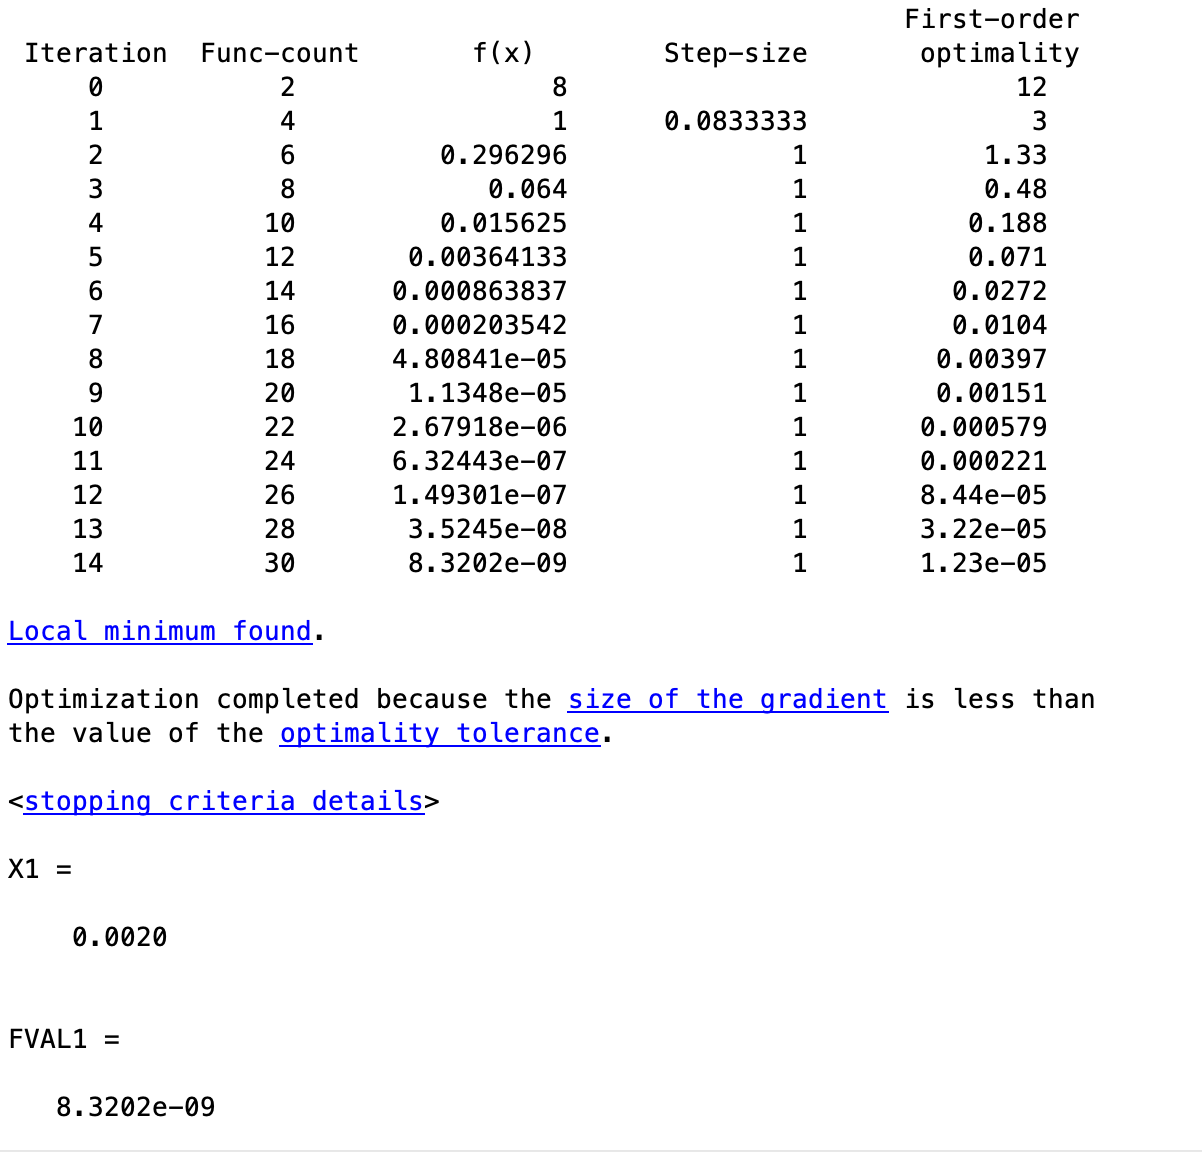 First-order
Iteration  Func-count       f(x)        Step-size       optimality
0           2               8                            12
1           4               1      0.0833333              3
2           6        0.296296              1           1.33
3           8           0.064              1           0.48
4          10        0.015625              1          0.188
5          12      0.00364133              1          0.071
6          14     0.000863837              1         0.0272
7          16     0.000203542              1         0.0104
8          18     4.80841e-05              1        0.00397
9          20      1.1348e-05              1        0.00151
10          22     2.67918e-06              1       0.000579
11          24     6.32443e-07              1       0.000221
12          26     1.49301e-07              1       8.44e-05
13          28      3.5245e-08              1       3.22e-05
14          30      8.3202e-09              1       1.23e-05
Local minimum found.
Optimization completed because the size of the gradient is less than
the value of the optimality tolerance.
<stopping criteria details>
X1 =
0.0020
FVAL1 =
8.3202e-09